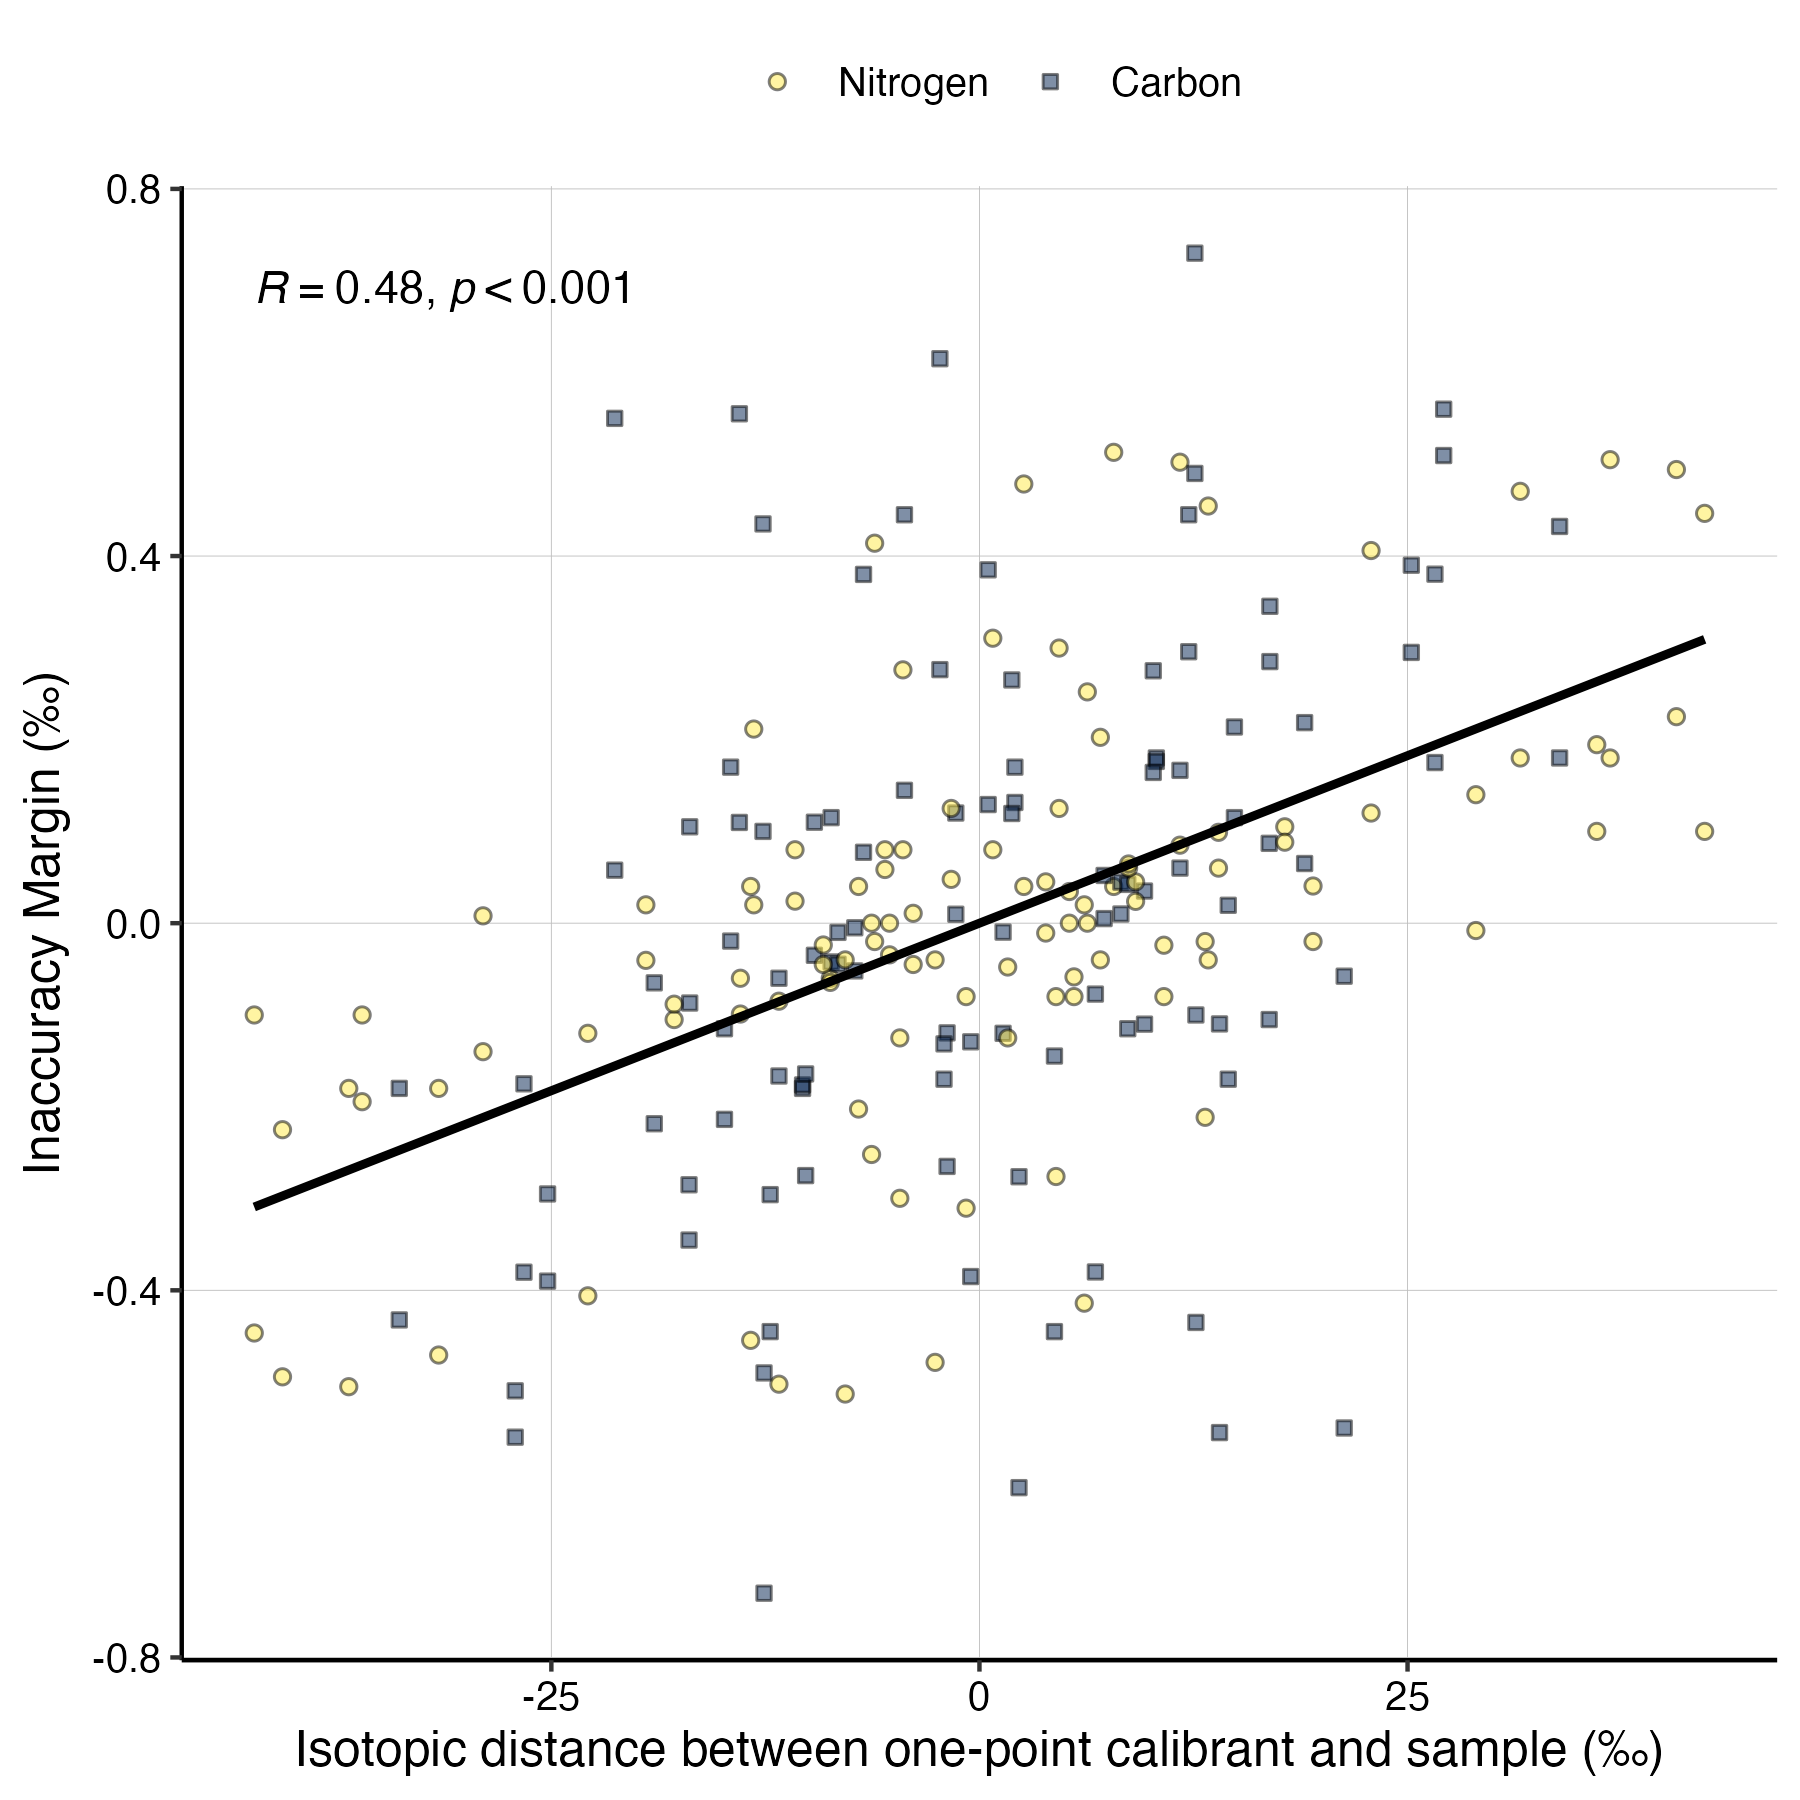 Nitrogen Carbon
0.8
R = 0.48, p < 0.001
0.4
Inaccuracy Margin (‰)
0.0
-0.4
-0.8
-25 0 25
Isotopic distance between one-point calibrant and sample (‰)